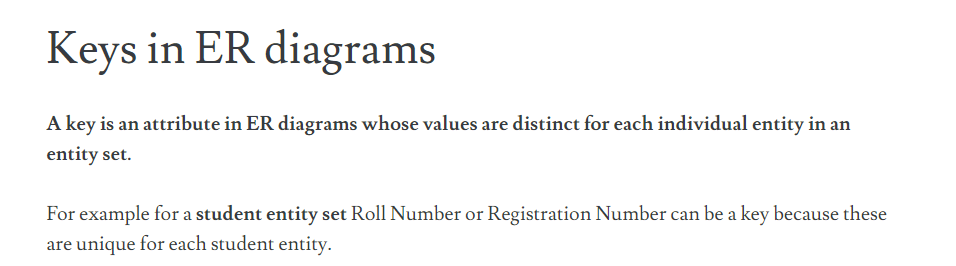 Keys in ER diagrams
A key is an attribute in ER diagrams whose values are distinct for each individual entity in an
entity set.
For example for a student entity set Roll Number or Registration Number can be a key because these
are unique for each student entity.